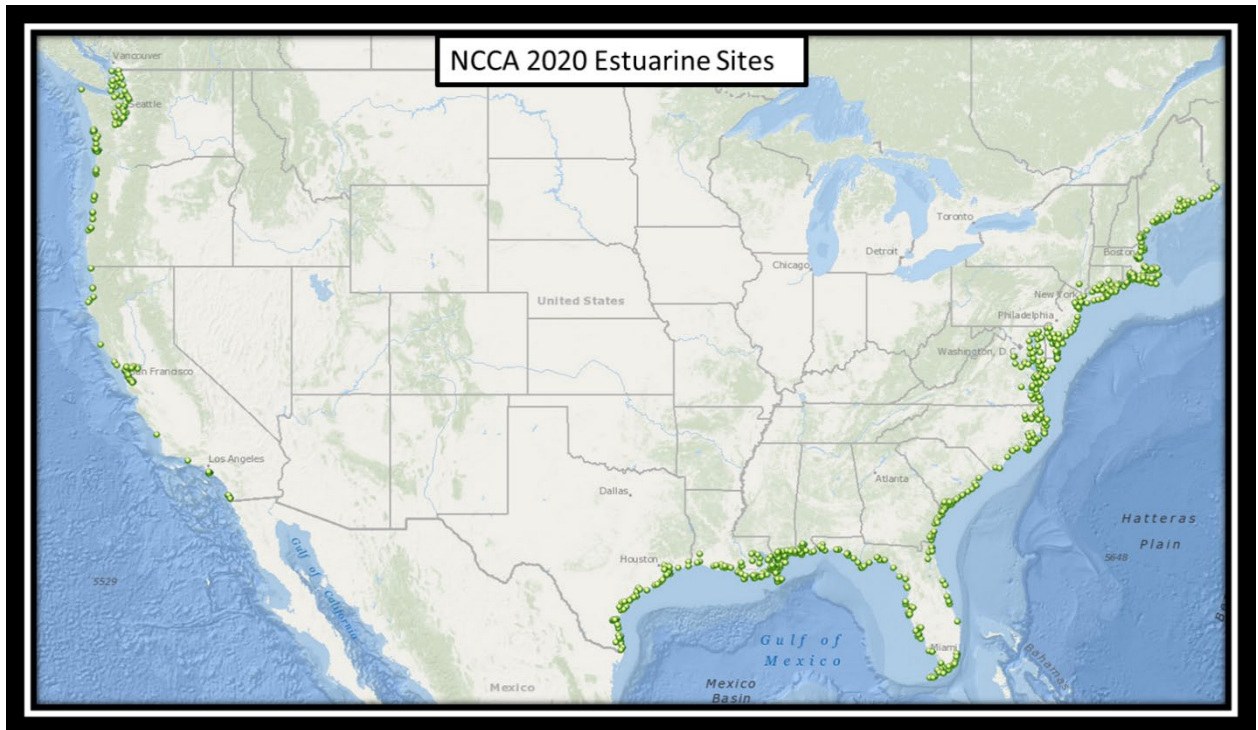 NCCA 2020 Estuarine Sites
Vancouver
Seattle
Toronto
Detroit
Boston
Chicago
New York
United States
Philadelphia
Washington, D.C.
San Francisco
Los Angeles
Atlanta
Dallas
Hatteras
Plain
5648
Houston
Gulf of
California
5529
Gulf of
Mexico
Miami
Bahamas
Mexico
Mexico
Basin